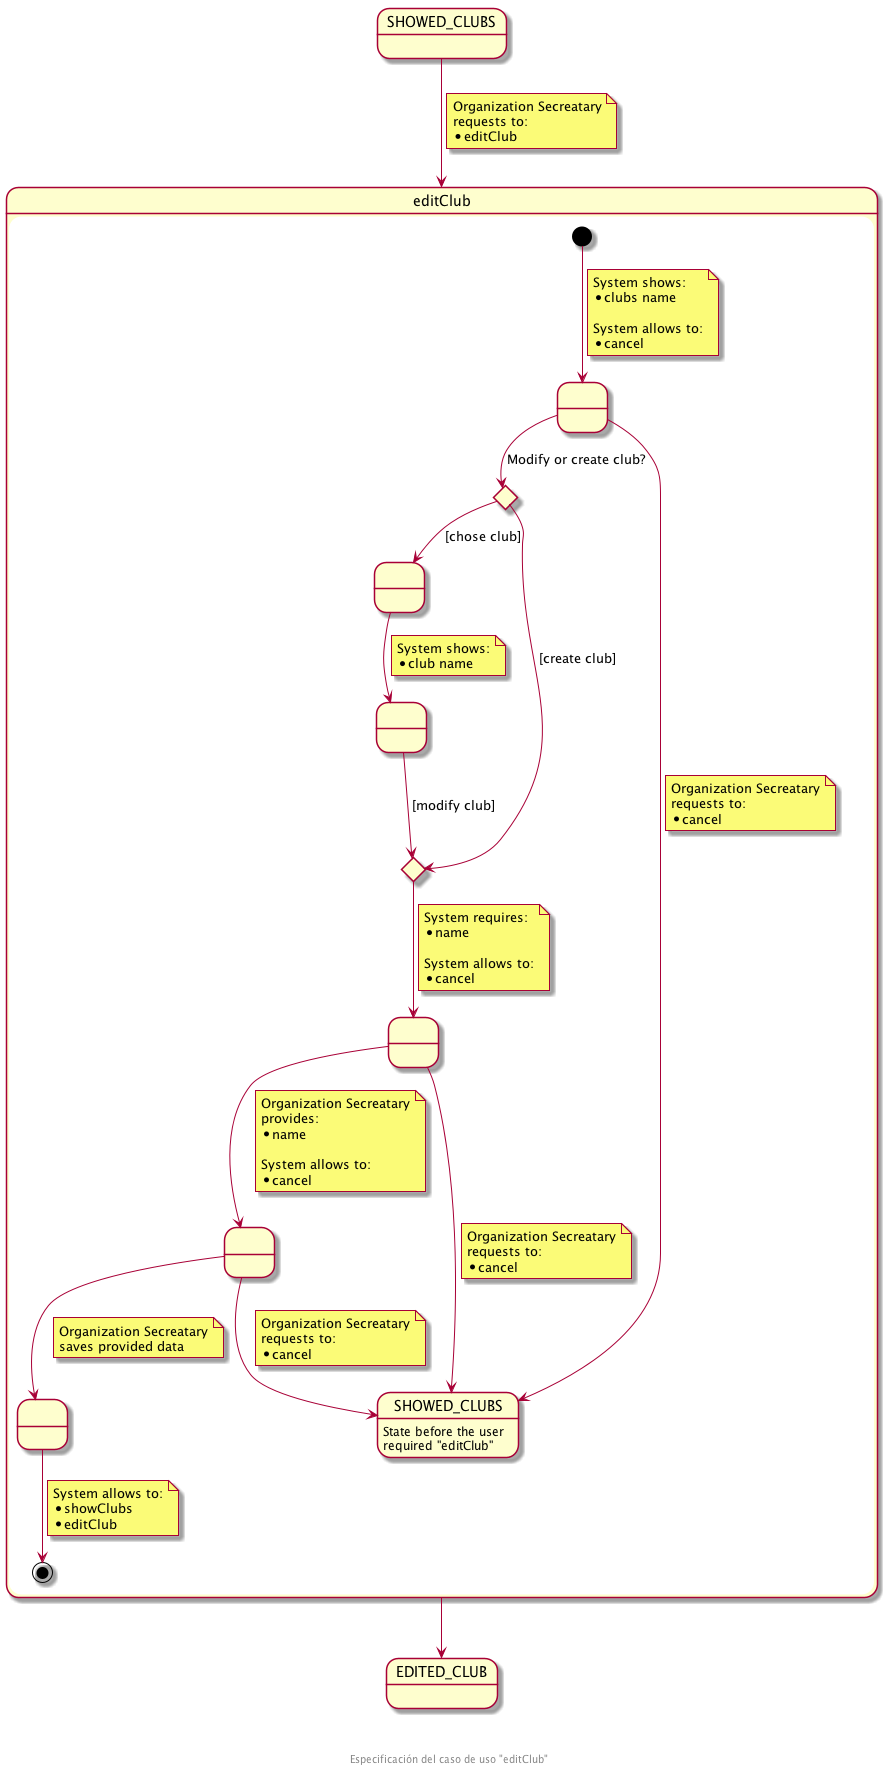 SHOWED_CLUBS
Organization Secreatary
requests to:
• editClub
editClub
System shows:
• clubs name
System allows to:
• cancel
Modify or create club?
[chose club]
System shows:
• club name
[create club]
[modify club]
Organization Secreatary
requests to:
• cancel
System requires:
• name
System allows to:
• cancel
Organization Secreatary
provides:
• name
System allows to:
• cancel
Organization Secreatary
requests to:
• cancel
Organization Secreatary
saves provided data
Organization Secreatary
requests to:
• cancel
SHOWED_CLUBS
State before the user
required "editClub"
System allows to:
• showClubs
• editClub
EDITED_CLUB
Especificación del caso de uso "editClub"